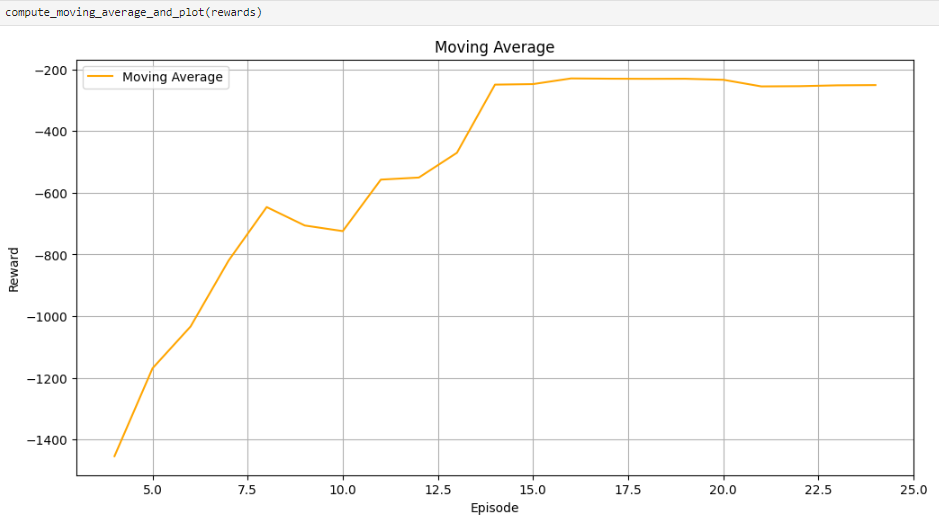 compute_moving_average_and_plot(rewards)
Moving Average
Moving Average
−200
−400
−600
−800
−1000
−1200
−1400
Reward
5.0 7.5 10.0 12.5 15.0 17.5 20.0 22.5 25.0
Episode